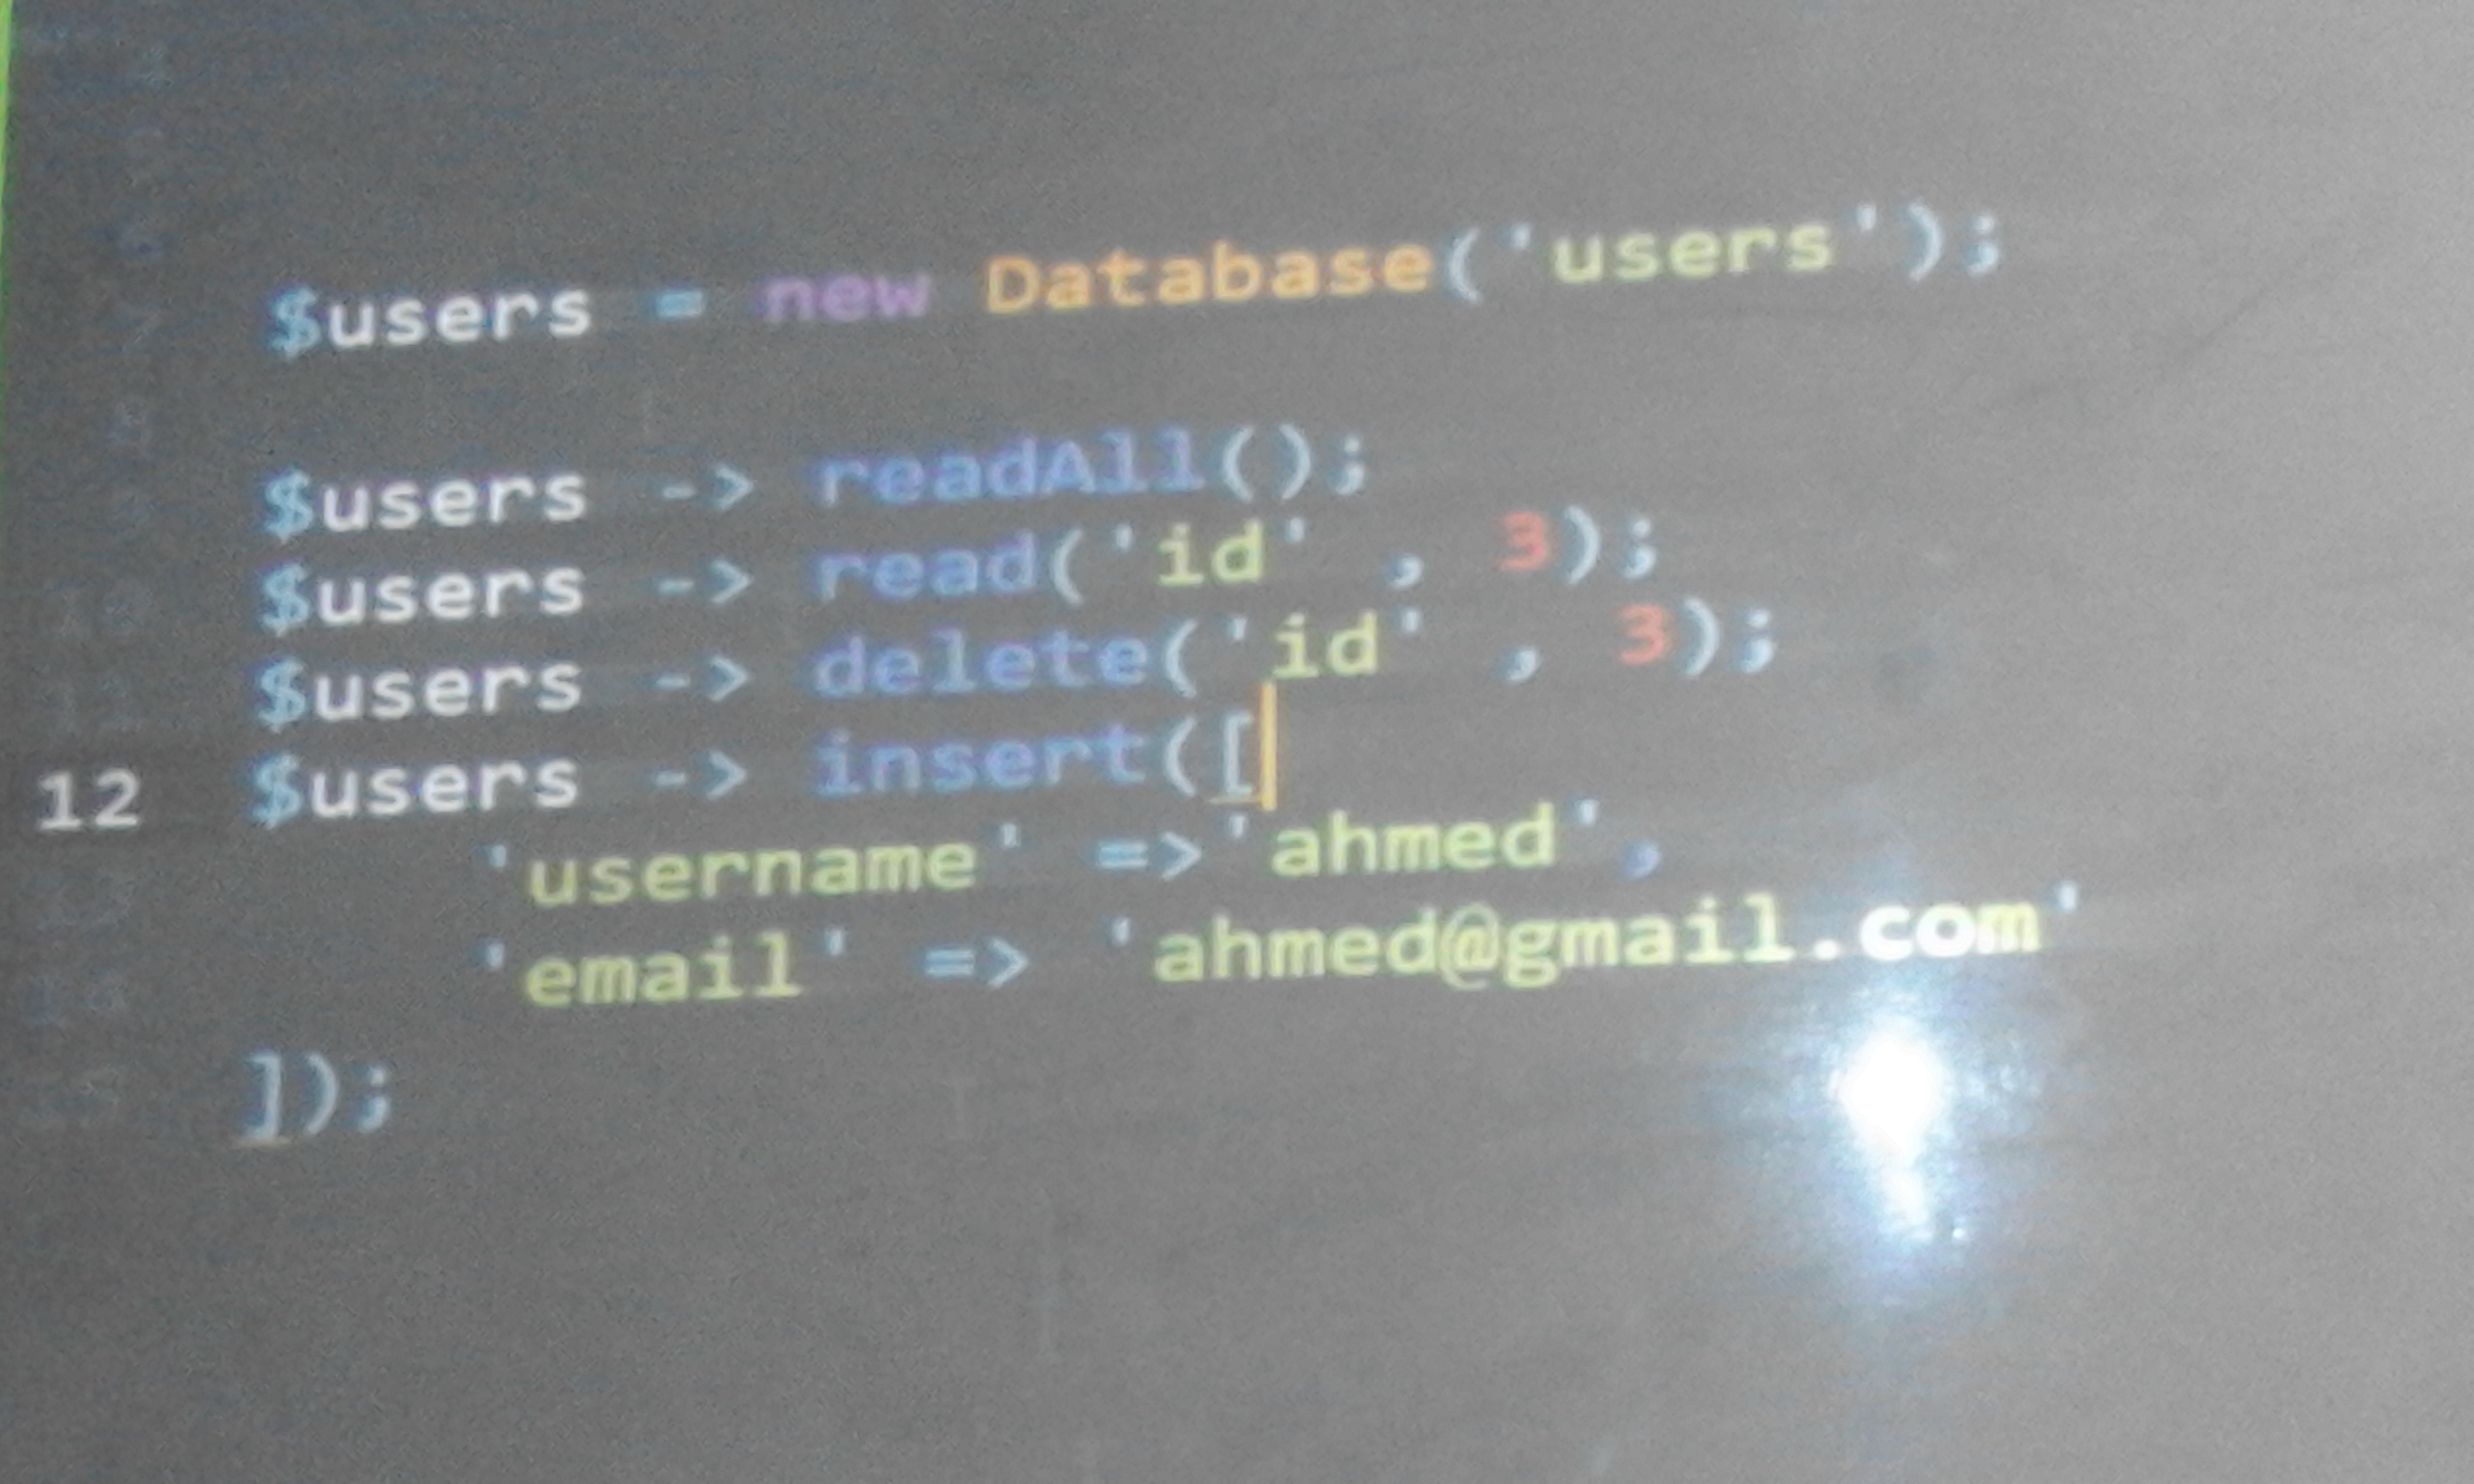 $users = new Database('users');
$users -> readAll();
$users -> read('id' , 3);
$users -> delete('id' , 3);
12 $users -> insert([
'username' =>'ahmed',
'email' => 'ahmed@gmail.com'
]);